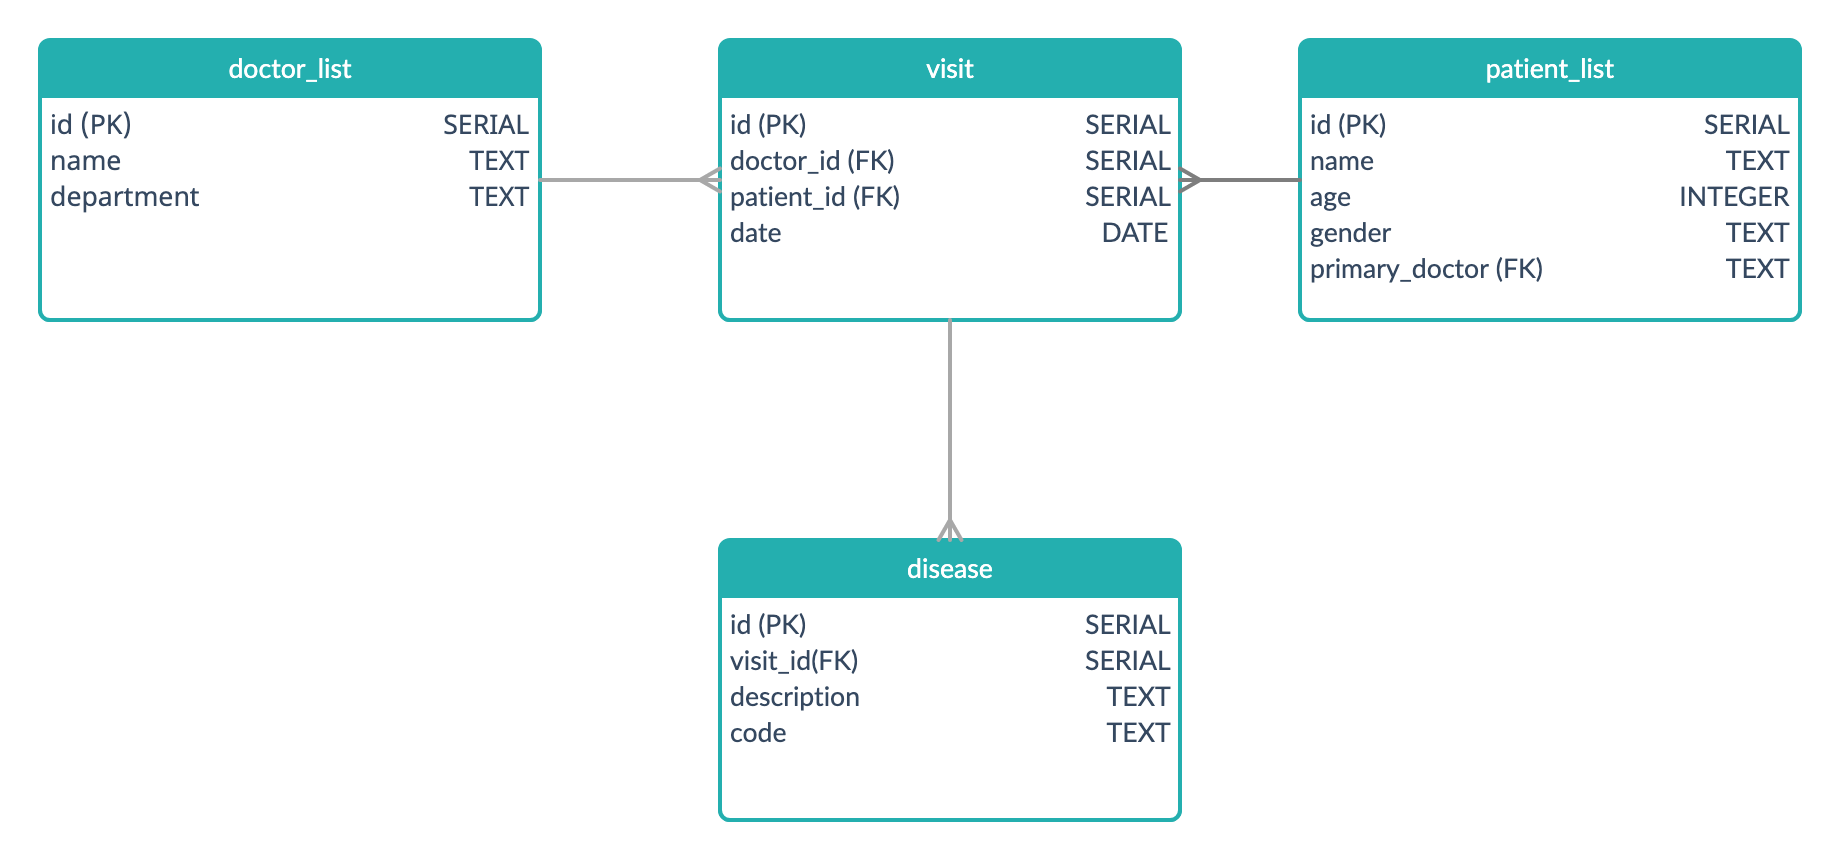 doctor_list
id (PK) SERIAL
name TEXT
department TEXT
visit
id (PK) SERIAL
doctor_id (FK) SERIAL
patient_id (FK) SERIAL
date DATE
patient_list
id (PK) SERIAL
name TEXT
age INTEGER
gender TEXT
primary_doctor (FK) TEXT
disease
id (PK) SERIAL
visit_id(FK) SERIAL
description TEXT
code TEXT